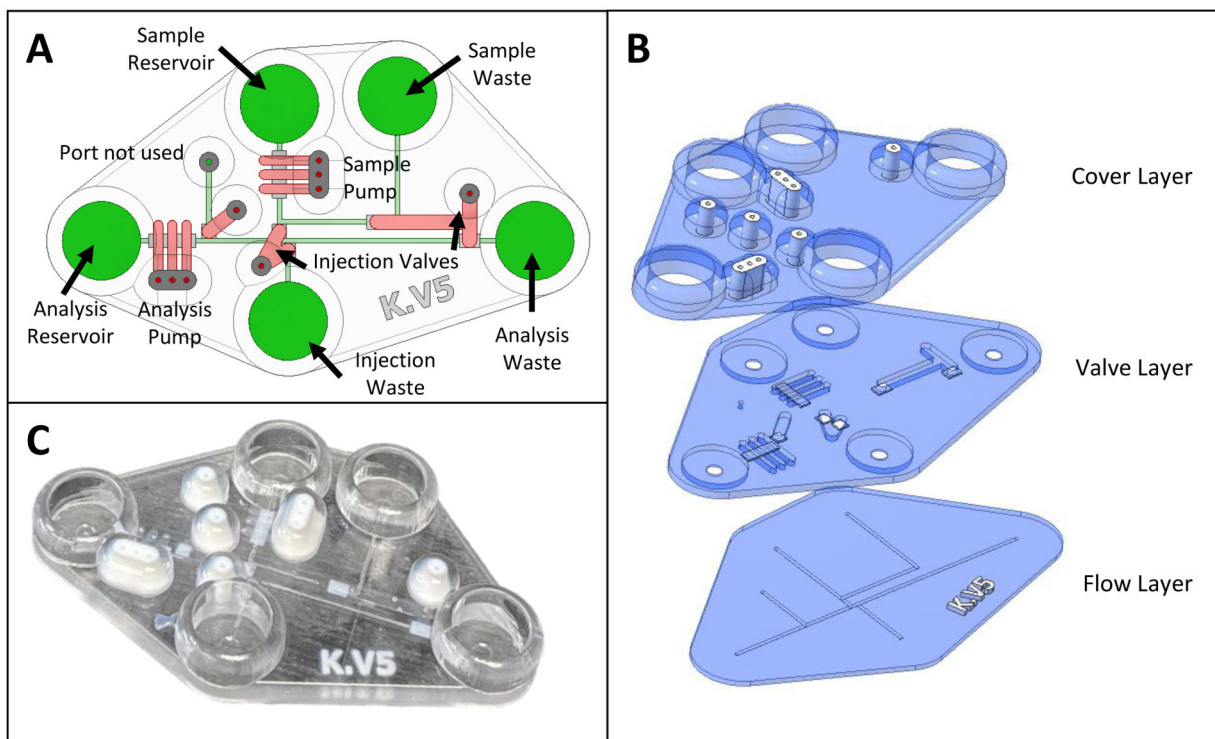 A
Sample
Reservoir
Sample
Waste
Port not used
Sample
Pump
Injection Valves
Analysis
Reservoir
Analysis
Pump
K.V5
Injection
Waste
Analysis
Waste
B
Cover Layer
Valve Layer
Flow Layer
K.V5
C
K.V5